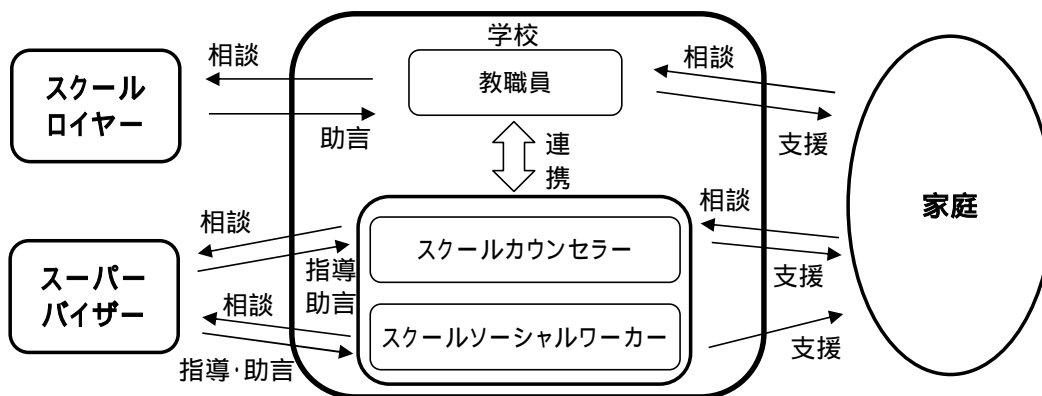 学校
相談
スクール
ロイヤー
助言
教職員
連
携
相談
支援
家庭
相談
スーパー
バイザー
指導
助言
相談
指導・助言
スクールカウンセラー
スクールソーシャルワーカー
相談
支援
支援